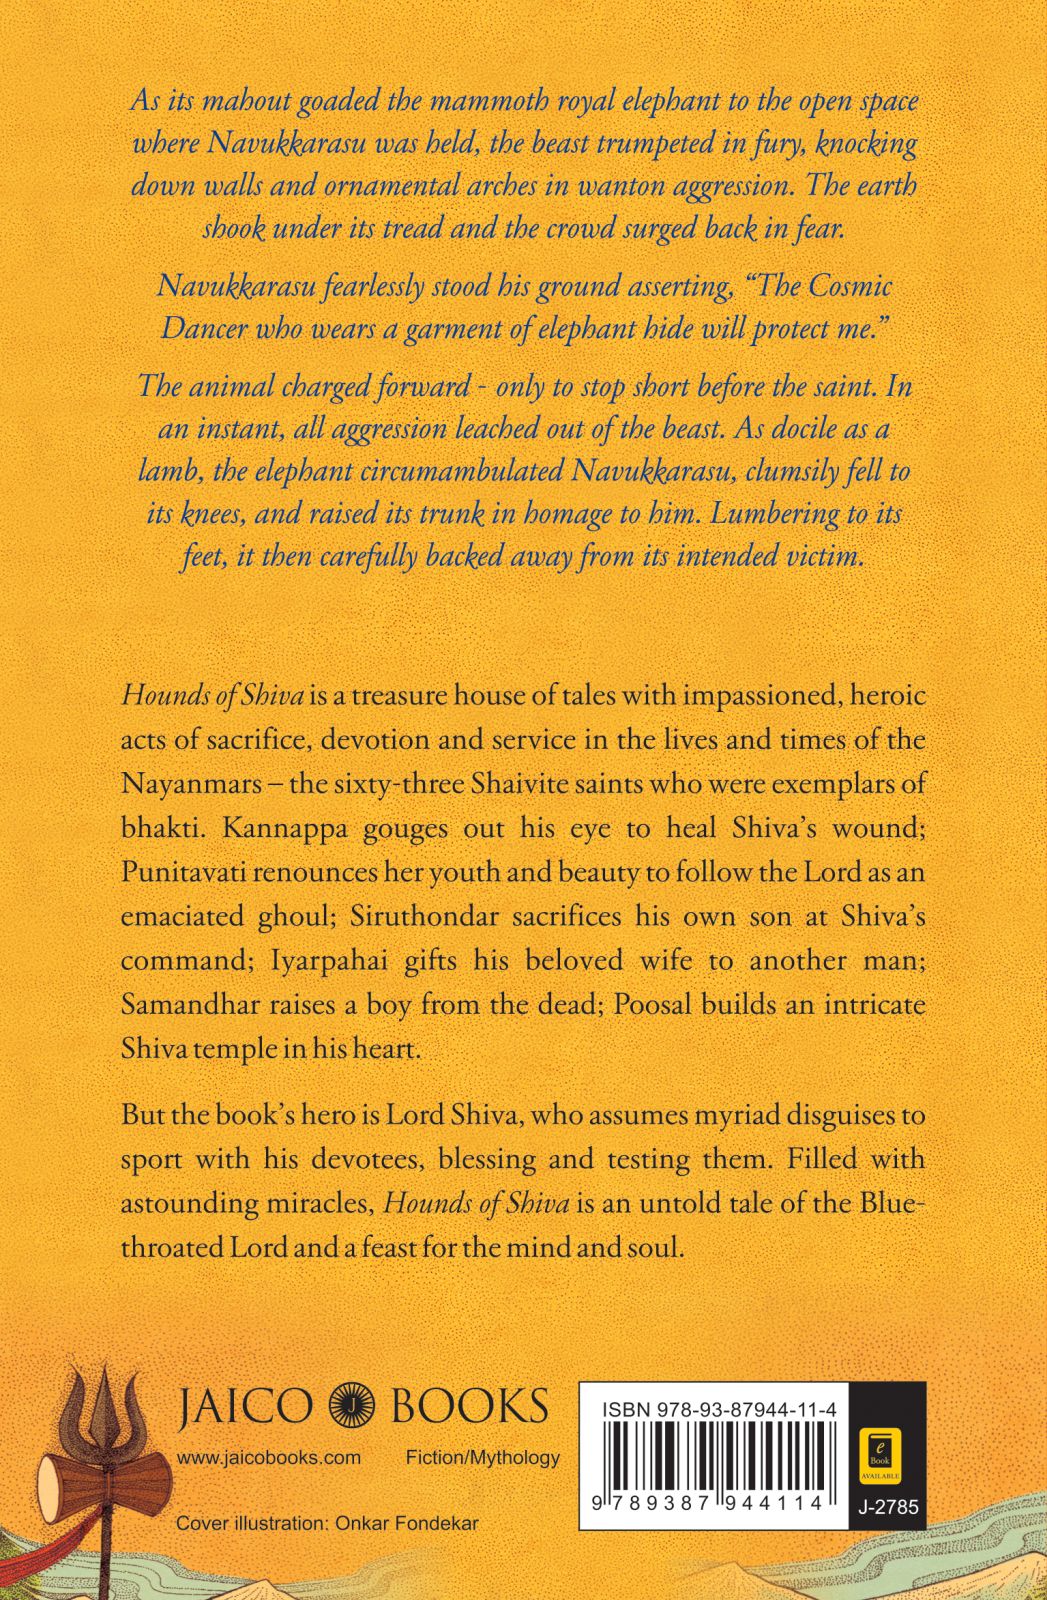 As its mahout goaded the mammoth royal elephant to the open space
where Navukkarasu was held, the beast trumpeted in fury, knocking
down walls and ornamental arches in wanton aggression. The earth
shook under its tread and the crowd surged back in fear.
Navukkarasu fearlessly stood his ground asserting, “The Cosmic
Dancer who wears a garment of elephant hide will protect me.”
The animal charged forward - only to stop short before the saint. In
an instant, all aggression leached out of the beast. As docile as a
lamb, the elephant circumambulated Navukkarasu, clumsily fell to
its knees, and raised its trunk in homage to him. Lumbering to its
feet, it then carefully backed away from its intended victim.
Hounds of Shiva is a treasure house of tales with impassioned, heroic
acts of sacrifice, devotion and service in the lives and times of the
Nayanmars – the sixty-three Shaivite saints who were exemplars of
bhakti. Kannappa gouges out his eye to heal Shiva’s wound;
Punitavati renounces her youth and beauty to follow the Lord as an
emaciated ghoul; Siruthondar sacrifices his own son at Shiva’s
command; Iyarpahai gifts his beloved wife to another man;
Samandhar raises a boy from the dead; Poosal builds an intricate
Shiva temple in his heart.
But the book’s hero is Lord Shiva, who assumes myriad disguises to
sport with his devotees, blessing and testing them. Filled with
astounding miracles, Hounds of Shiva is an untold tale of the Blue-
throated Lord and a feast for the mind and soul.
JAICO J BOOKS
www.jaicobooks.com Fiction/Mythology
Cover illustration: Onkar Fondekar
ISBN 978-93-87944-11-4
9 789387 944114
e
Book
AVAILABLE
J-2785